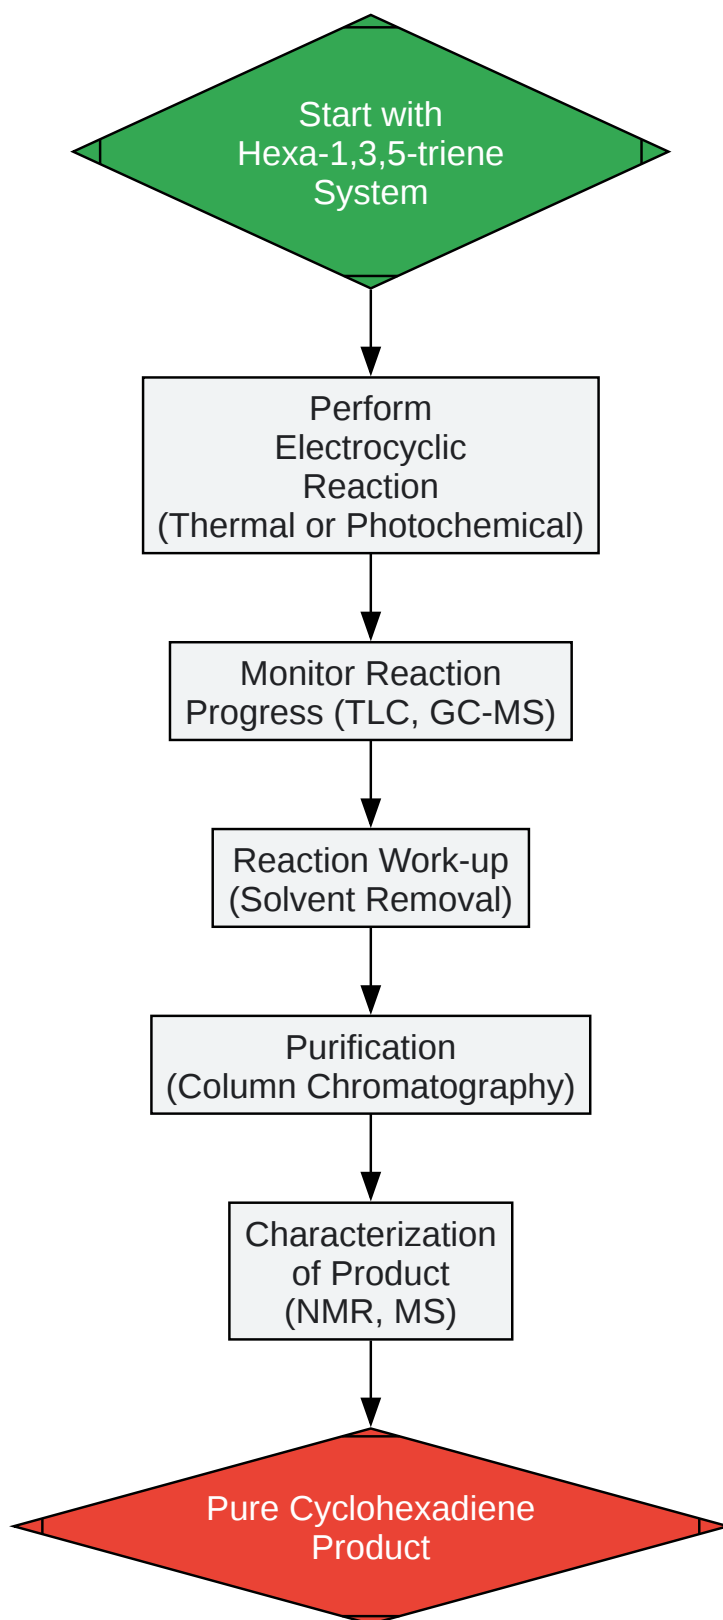 Start with
Hexa-1,3,5-triene
System
Perform
Electrocyclic
Reaction
(Thermal or Photochemical)
Monitor Reaction
Progress (TLC, GC-MS)
Reaction Work-up
(Solvent Removal)
Purification
(Column Chromatography)
Characterization
of Product
(NMR, MS)
Pure Cyclohexadiene
Product